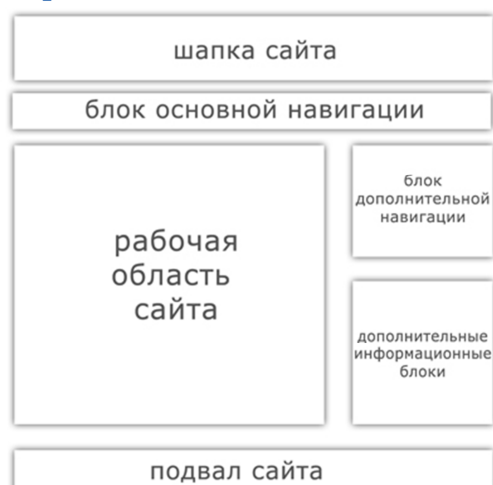 шапка сайта
блок основной навигации
рабочая
область
сайта
блок
дополнительной
навигации
дополнительные
информационные
блоки
подвал сайта